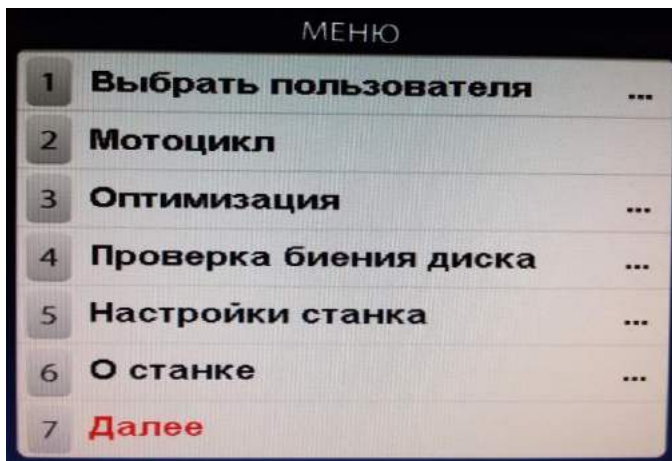 МЕНЮ
1 Выбрать пользователя ...
2 Мотоцикл
3 Оптимизация ...
4 Проверка биения диска ...
5 Настройки станка ...
6 О станке ...
7 Далее